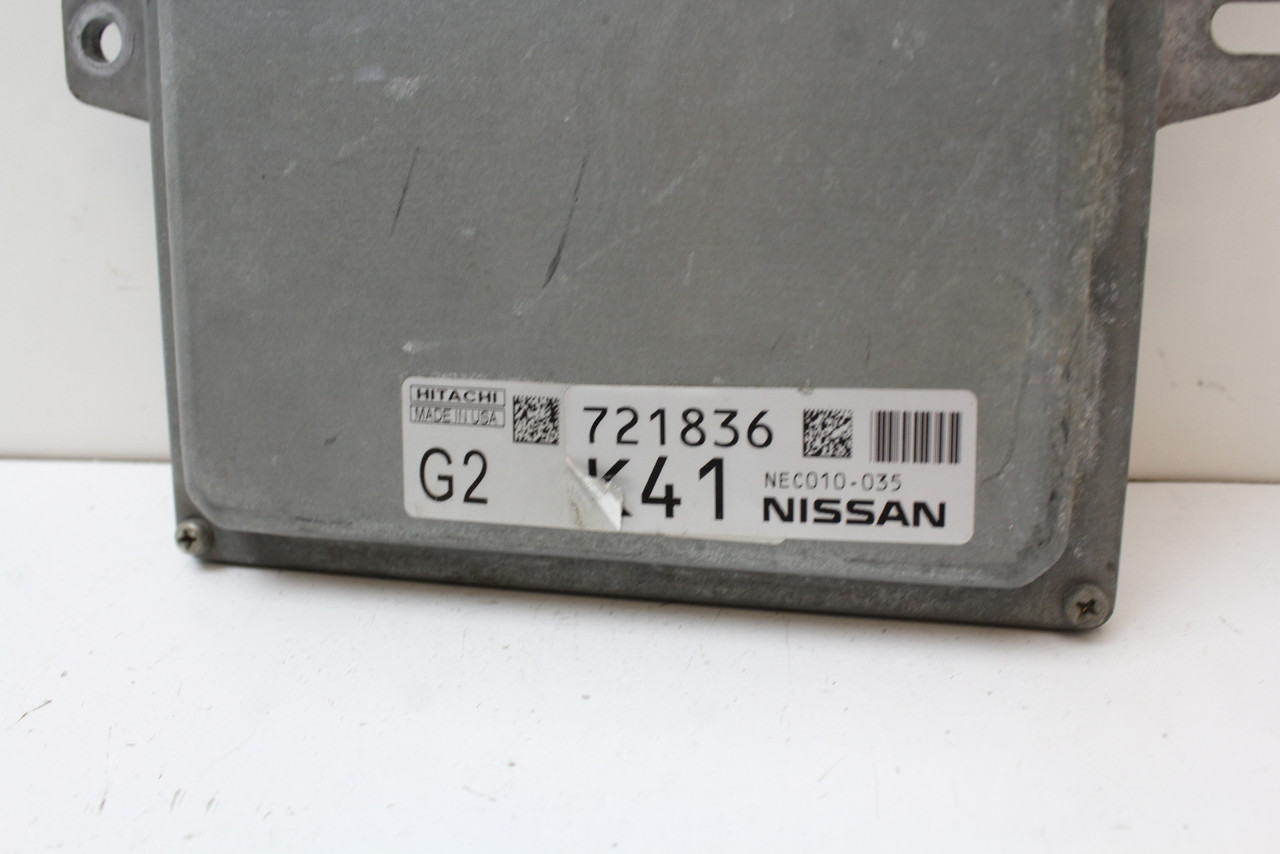 HITACHI
MADE IN USA
721836
G2
K41
NEC010-035
NISSAN